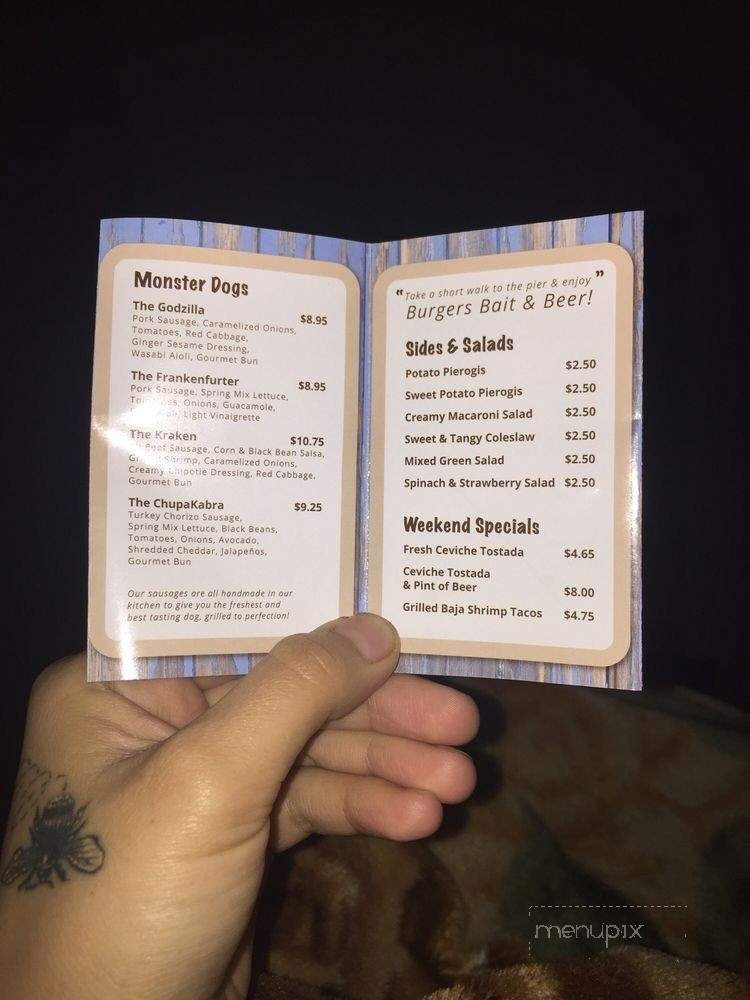 Monster Dogs
The Godzilla $8.95
Pork Sausage, Caramelized Onions,
Tomatoes, Red Cabbage,
Ginger Sesame Dressing,
Wasabi Aioli, Gourmet Bun
The Frankenfurter $8.95
Pork Sausage, Spring Mix Lettuce,
Onions, Guacamole,
Light Vinaigrette
The Kraken $10.75
Beef Sausage, Corn & Black Bean Salsa,
Shrimp, Caramelized Onions,
Creamy Chipotle Dressing, Red Cabbage,
Gourmet Bun
The ChupaKabra $9.25
Turkey Chorizo Sausage,
Spring Mix Lettuce, Black Beans,
Tomatoes, Onions, Avocado,
Shredded Cheddar, Jalapeños,
Gourmet Bun
Our sausages are all handmade in our
kitchen to give you the freshest and
best tasting dog, grilled to perfection!
"Take a short walk to the pier & enjoy"
Burgers Bait & Beer!
Sides & Salads
Potato Pierogis $2.50
Sweet Potato Pierogis $2.50
Creamy Macaroni Salad $2.50
Sweet & Tangy Coleslaw $2.50
Mixed Green Salad $2.50
Spinach & Strawberry Salad $2.50
Weekend Specials
Fresh Ceviche Tostada $4.65
Ceviche Tostada
& Pint of Beer $8.00
Grilled Baja Shrimp Tacos $4.75
menupix